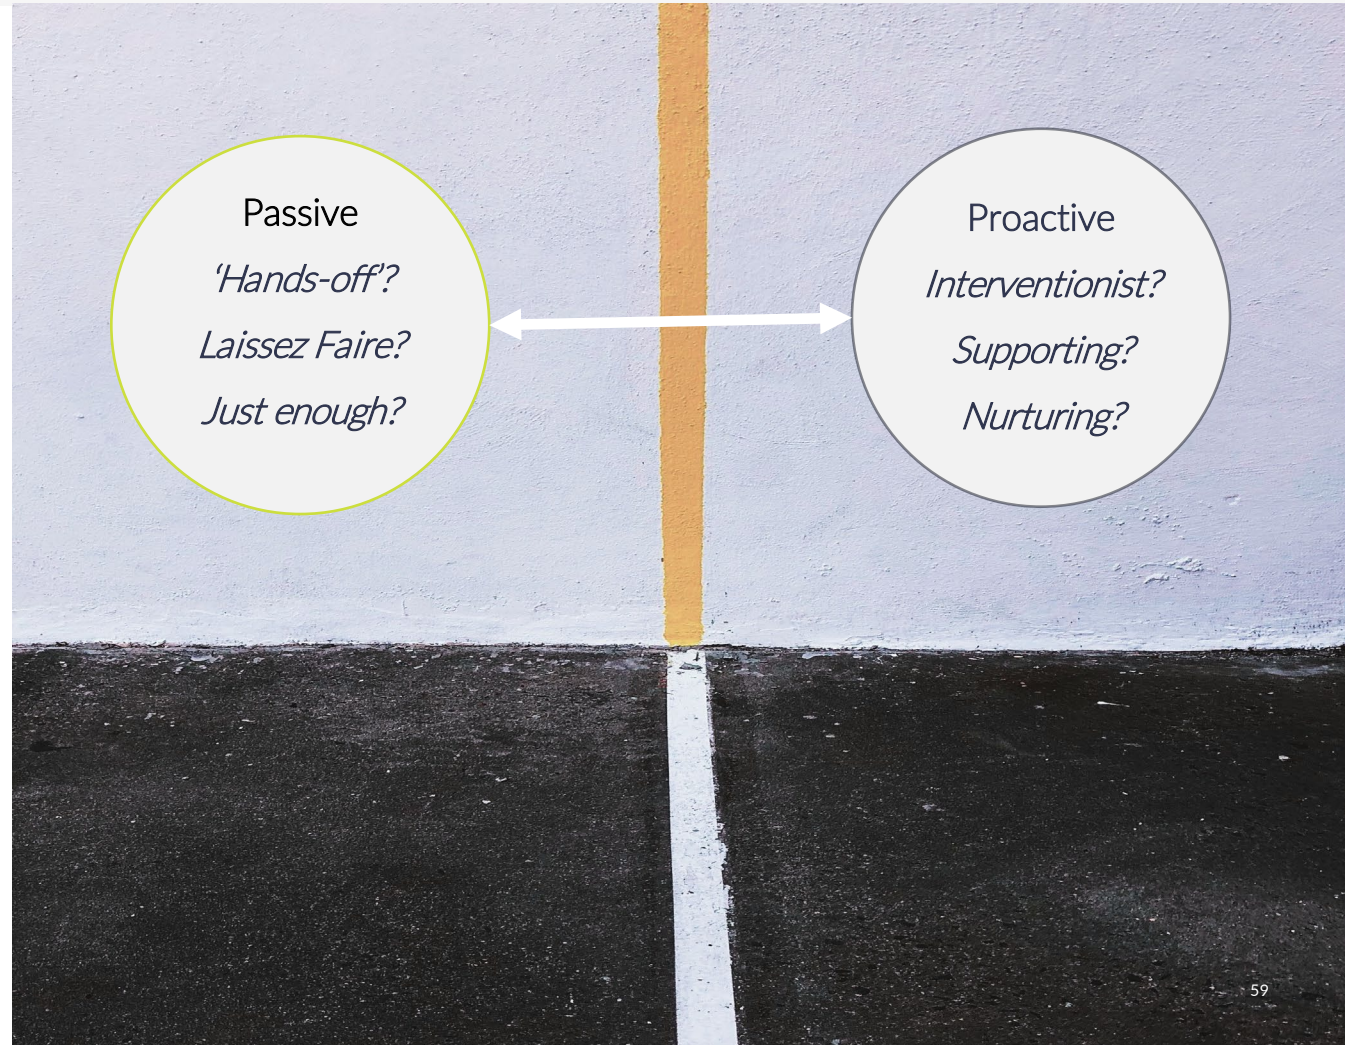 Passive
‘Hands-off’?
Laissez Faire?
Just enough?
Proactive
Interventionist?
Supporting?
Nurturing?
59